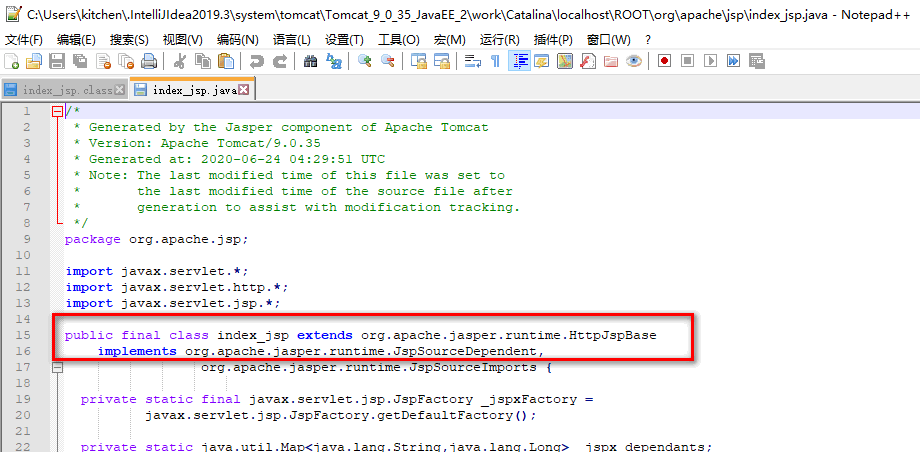 C:\Users\kitchen.IntelliJIdea2019.3\system\tomcat\Tomcat_9_0_35_JavaEE_2\work\Catalina\localhost\ROOT\org\apache\jsp\index_jsp.java - Notepad++
文件(F) 编辑(E) 搜索(S) 视图(V) 编码(N) 语言(L) 设置(T) 工具(O) 宏(M) 运行(R) 插件(P) 窗口(W) ?
index_jsp.class index_jsp.java
1 /*
2 * Generated by the Jasper component of Apache Tomcat
3 * Version: Apache Tomcat/9.0.35
4 * Generated at: 2020-06-24 04:29:51 UTC
5 * Note: The last modified time of this file was set to
6 * the last modified time of the source file after
7 * generation to assist with modification tracking.
8 */
9 package org.apache.jsp;
10
11 import javax.servlet.*;
12 import javax.servlet.http.*;
13 import javax.servlet.jsp.*;
14
15 public final class index_jsp extends org.apache.jasper.runtime.HttpJspBase
16 implements org.apache.jasper.runtime.JspSourceDependent,
17 org.apache.jasper.runtime.JspSourceImports {
18
19 private static final javax.servlet.jsp.JspFactory _jspxFactory =
20 javax.servlet.jsp.JspFactory.getDefaultFactory();
21
22 private static java.util.Map<java.lang.String,java.lang.Long> _jspx_dependants;